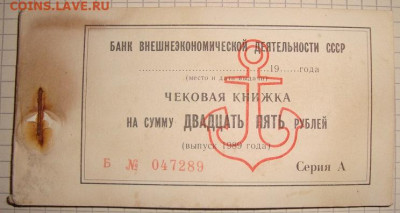 COINS.LAVE.RU
БАНК ВНЕШНЕЭКОНОМИЧЕСКОЙ ДЕЯТЕЛЬНОСТИ СССР
19......года
(место и дата выдачи)
ЧЕКОВАЯ КНИЖКА
НА СУММУ ДВАДЦАТЬ ПЯТЬ РУБЛЕЙ
(выпуск 1989 года)
Б № 047289
Серия А